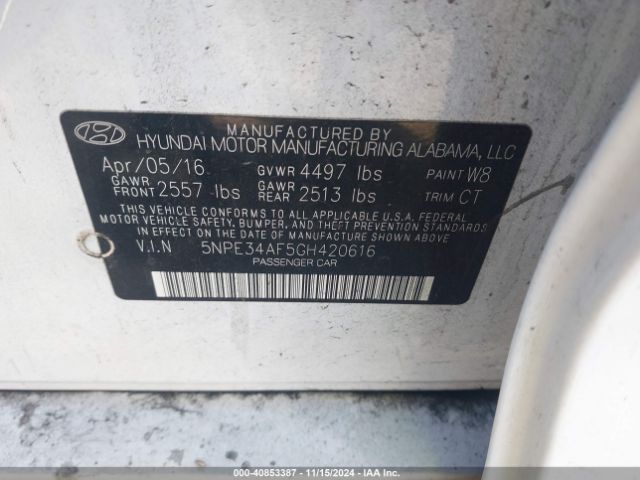 MANUFACTURED BY
HYUNDAI MOTOR MANUFACTURING ALABAMA, LLC
Apr/05/16 GVWR 4497 lbs PAINT W8
GAWR FRONT 2557 lbs GAWR REAR 2513 lbs TRIM CT
THIS VEHICLE CONFORMS TO ALL APPLICABLE U.S.A. FEDERAL
MOTOR VEHICLE SAFETY, BUMPER, AND THEFT PREVENTION
STANDARDS IN EFFECT ON THE DATE OF MANUFACTURE SHOWN ABOVE.
V.I.N 5NPE34AF5GH420616
PASSENGER CAR
000-40853387 - 11/15/2024 - IAA Inc.